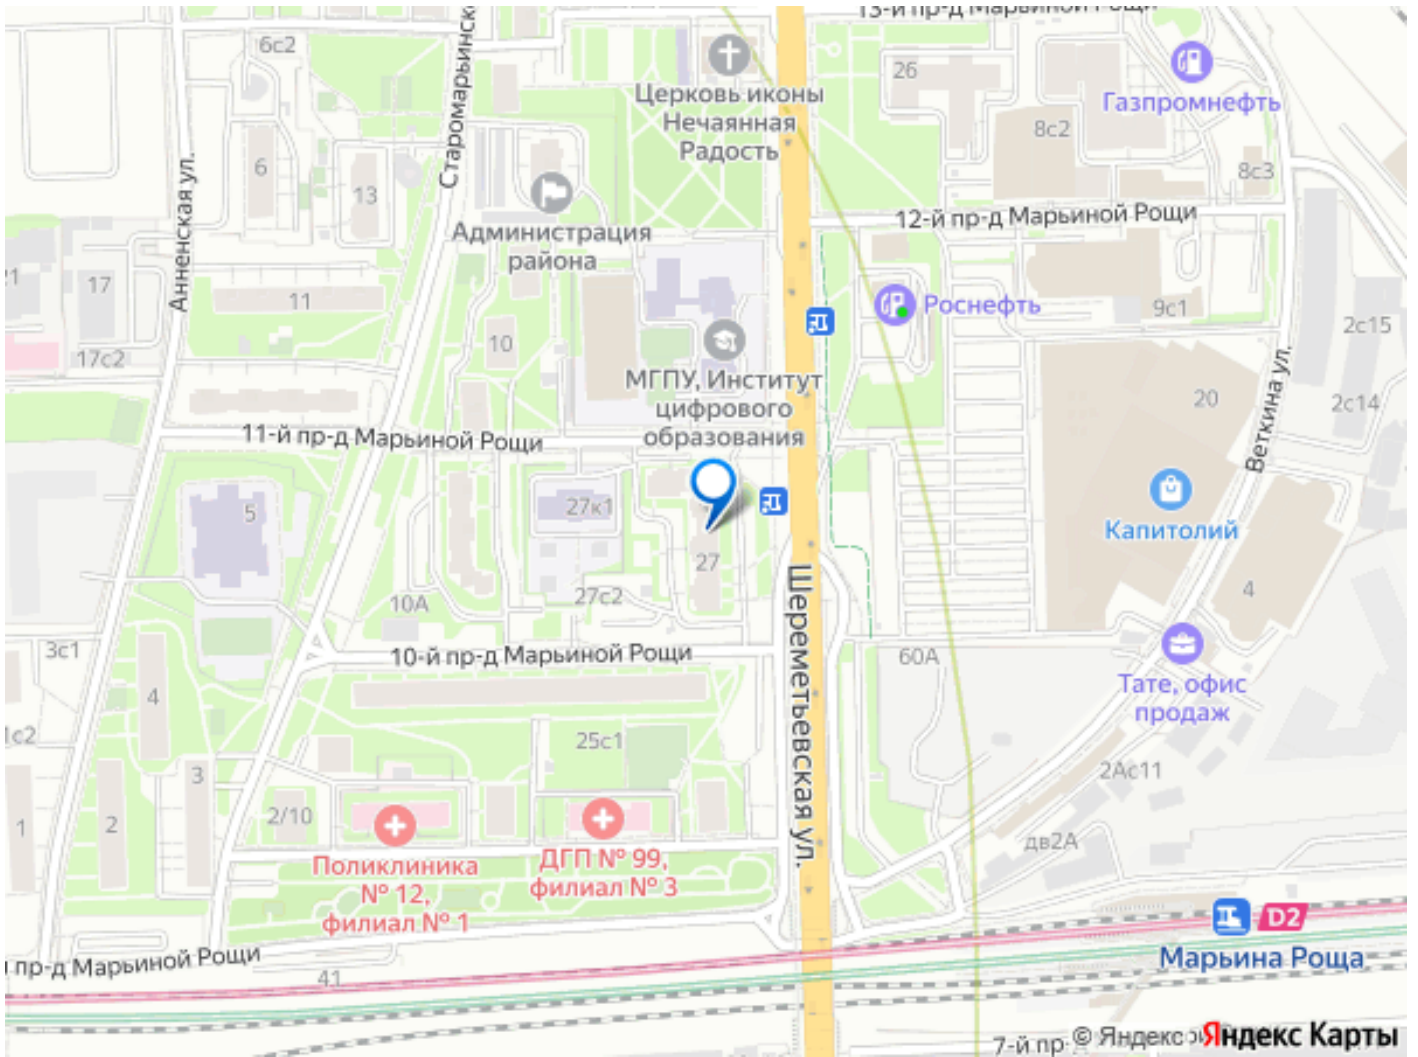 13-й пр-д Марьиной Рощи
6с2
26
Церковь иконы
Нечаянная
Радость
Газпромнефть
8с2
8с3
Анненская ул.
6
13
12-й пр-д Марьиной Рощи
Администрация
района
21
17
11
10
Роснефть
9с1
2с15
17с2
МГПУ, Институт
цифрового
образования
20
2с14
Веткина ул.
11-й пр-д Марьиной Рощи
5
27к1
27
Капитолий
10А
27с2
4
3с1
10-й пр-д Марьиной Рощи
60А
Шереметьевская ул.
Тате, офис
продаж
4
1с2
25с1
3
2Ас11
1
2
2/10
дв2А
Поликлиника
№ 12,
филиал № 1
ДГП № 99,
филиал № 3
D2
Марьина Роща
пр-д Марьиной Рощи
41
7-й пр-
© Яндекс
Яндекс Карты